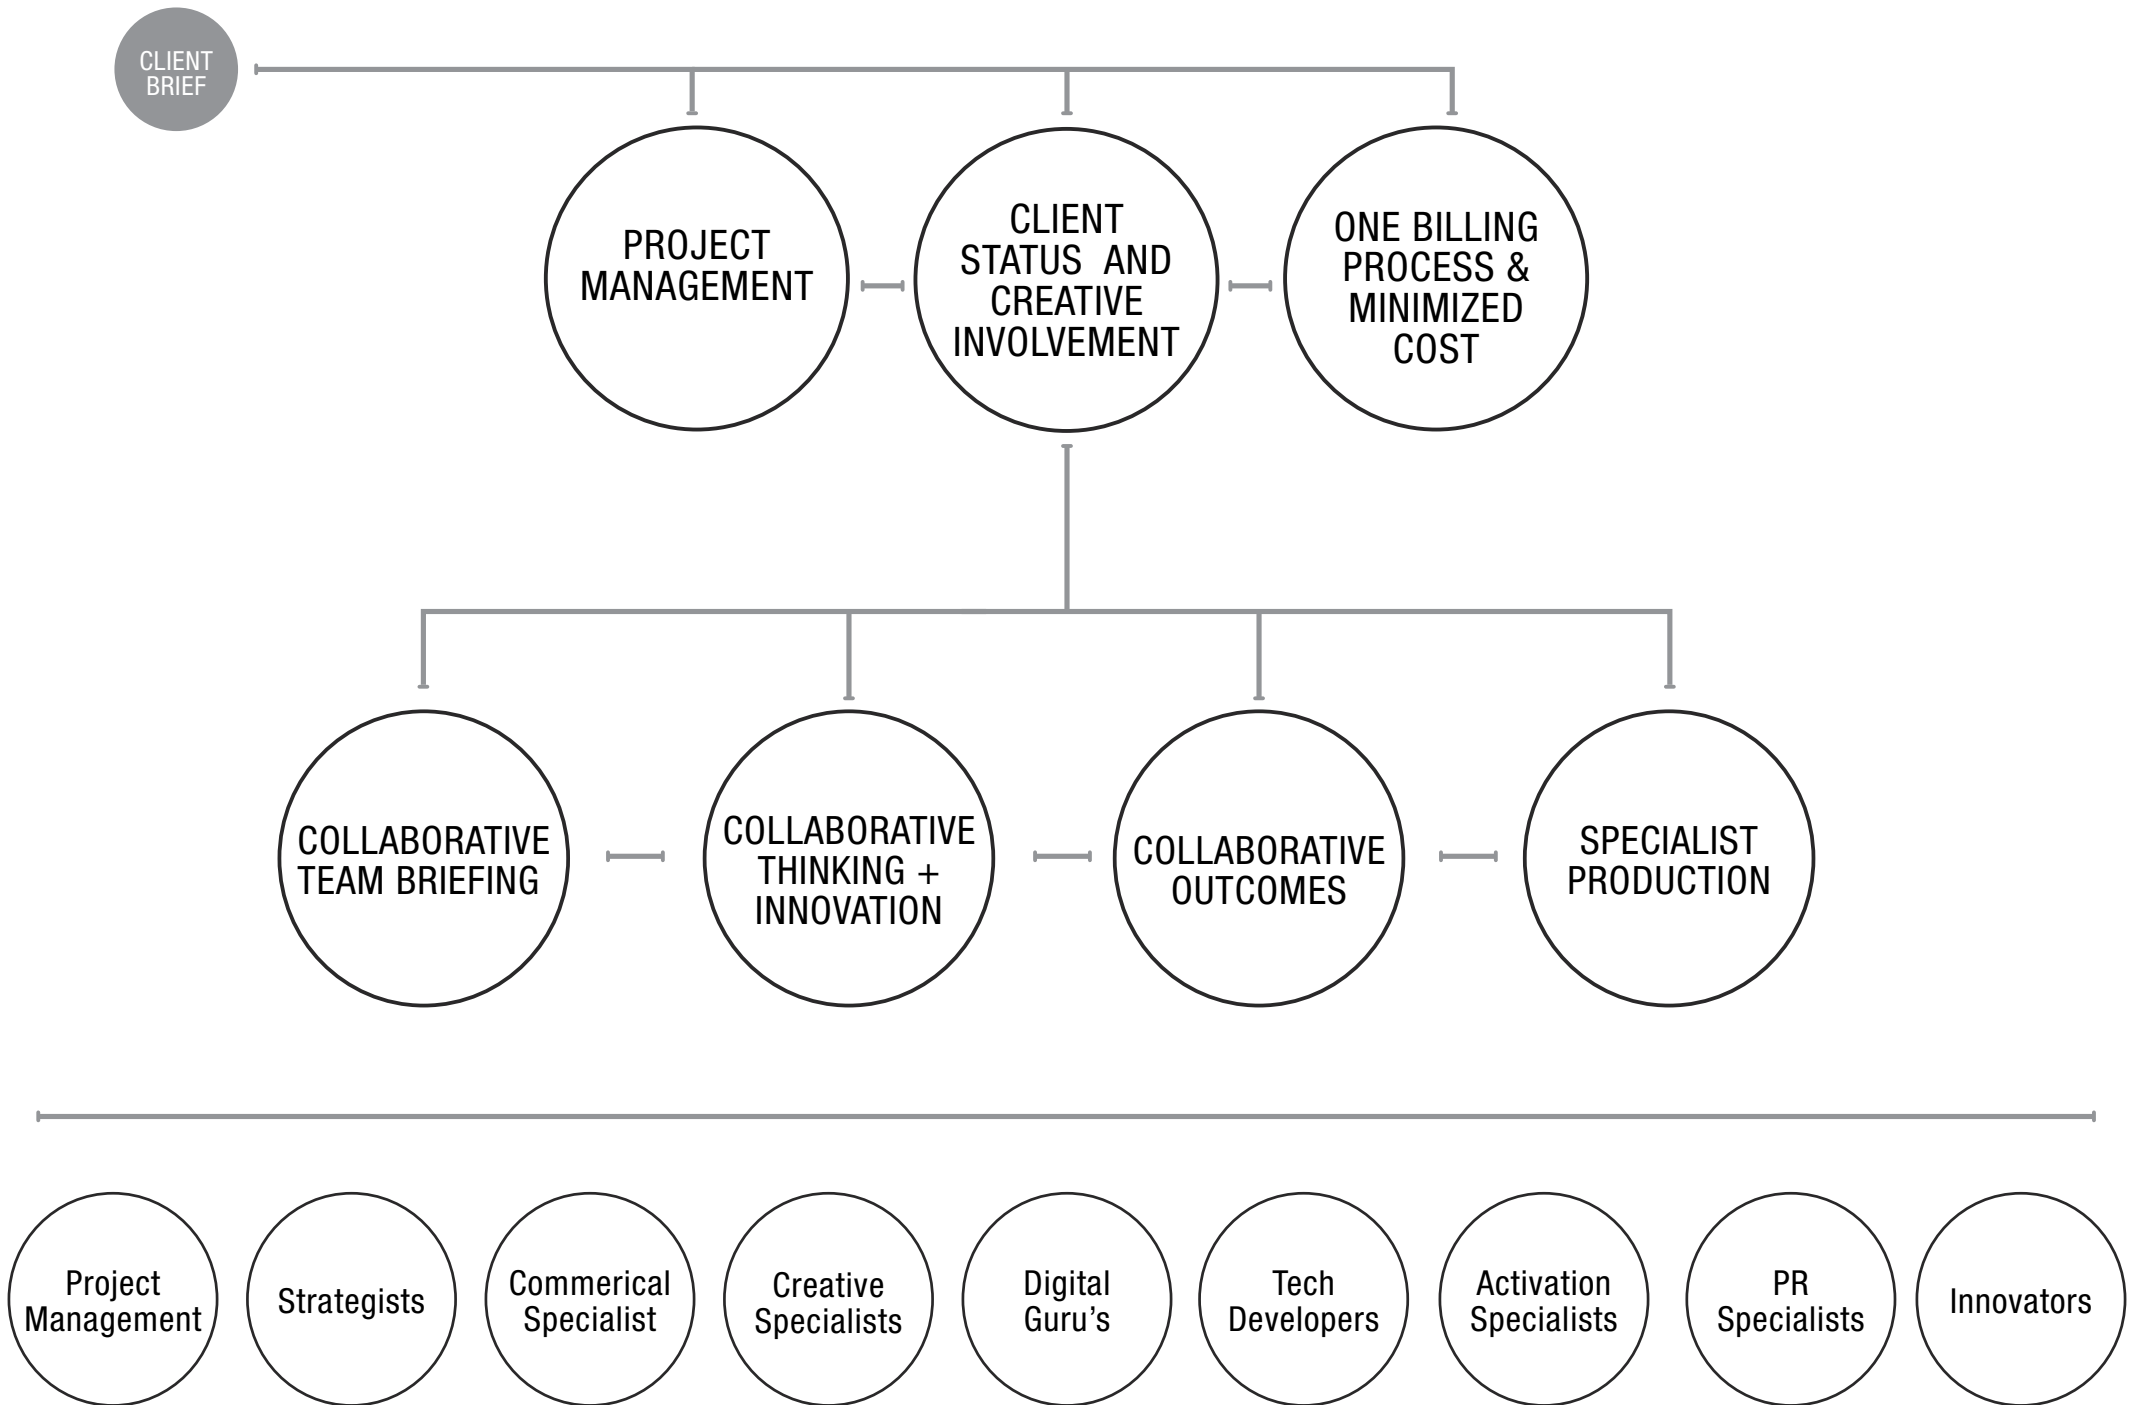 CLIENT
BRIEF
PROJECT
MANAGEMENT
CLIENT
STATUS AND
CREATIVE
INVOLVEMENT
ONE BILLING
PROCESS &
MINIMIZED
COST
COLLABORATIVE
TEAM BRIEFING
COLLABORATIVE
THINKING +
INNOVATION
COLLABORATIVE
OUTCOMES
SPECIALIST
PRODUCTION
Project
Management
Strategists
Commerical
Specialist
Creative
Specialists
Digital
Guru’s
Tech
Developers
Activation
Specialists
PR
Specialists
Innovators